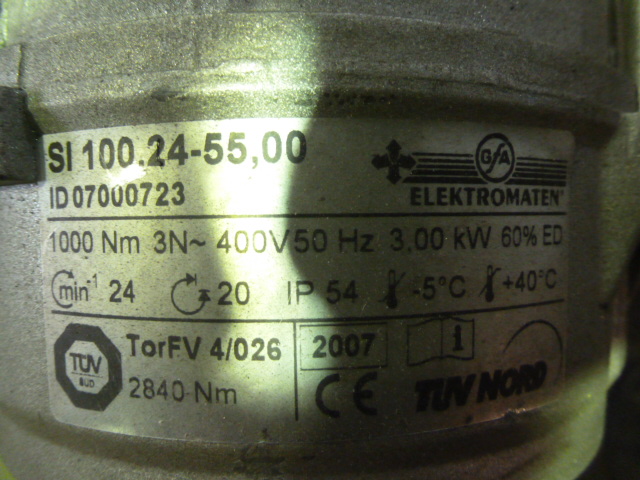 SI 100.24-55,00
ID 07000723
GfA
ELEKTROMATEN
1000 Nm 3N~ 400V 50 Hz 3.00 kW 60% ED
min-1 24 20 IP 54 -5°C +40°C
TÜV
SÜD
TorFV 4/026
2840 Nm
2007
i
CE
TÜV NORD